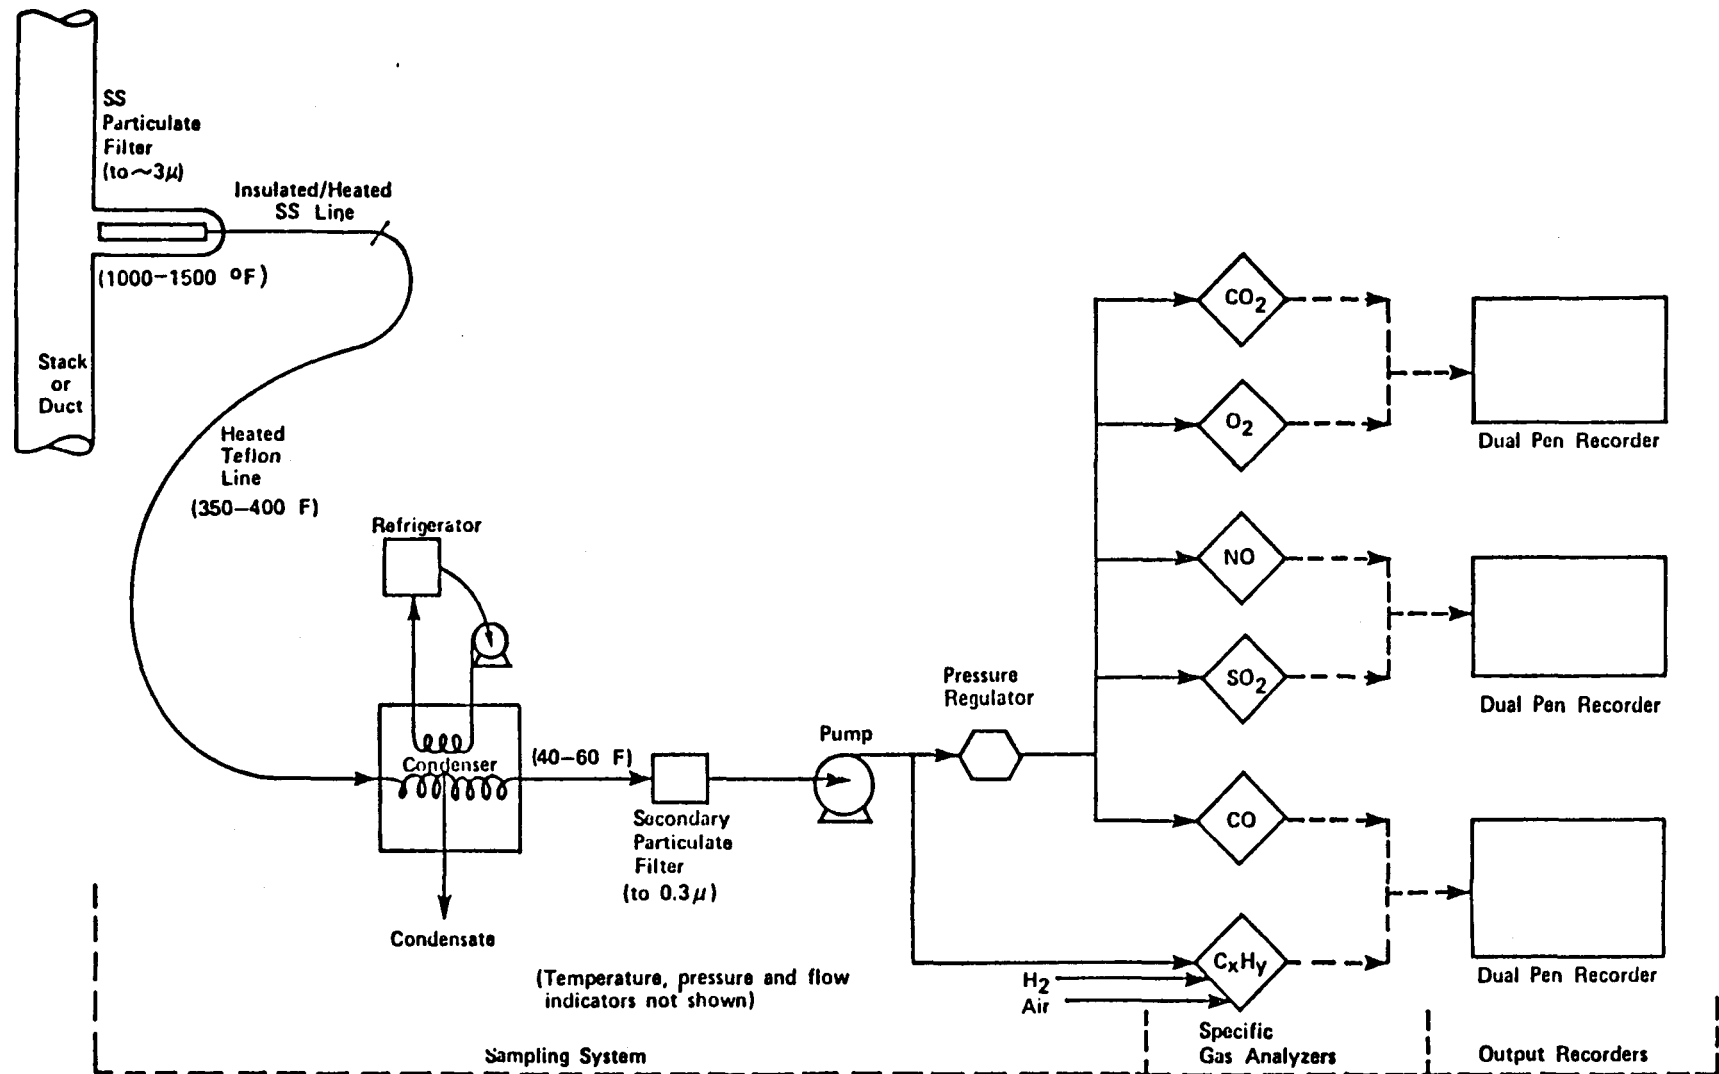 SS
Particulate
Filter
(to ~3μ)
Insulated/Heated
SS Line
(1000–1500 °F)
Stack
or
Duct
Heated
Teflon
Line
(350–400 F)
Refrigerator
Condenser
(40–60 F)
Condensate
Secondary
Particulate
Filter
(to 0.3μ)
Pump
Pressure
Regulator
CO2
O2
NO
SO2
CO
CxHy
H2
Air
Dual Pen Recorder
Dual Pen Recorder
Dual Pen Recorder
(Temperature, pressure and flow
indicators not shown)
Sampling System
Specific
Gas Analyzers
Output Recorders